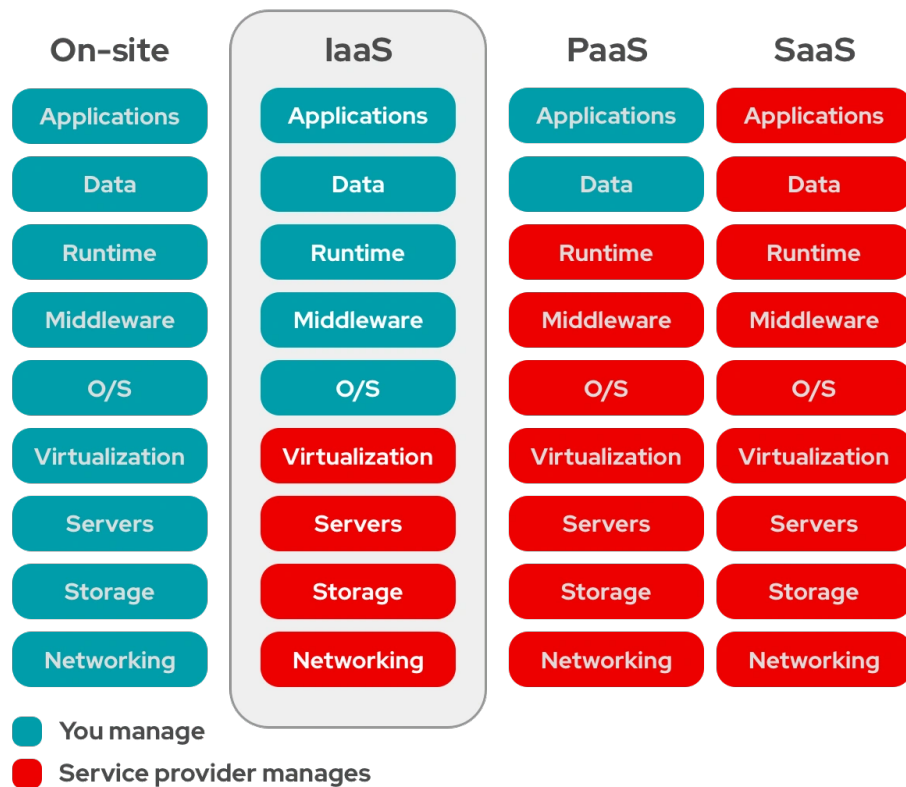 On-site IaaS PaaS SaaS
Applications Applications Applications Applications
Data Data Data Data
Runtime Runtime Runtime Runtime
Middleware Middleware Middleware Middleware
O/S O/S O/S O/S
Virtualization Virtualization Virtualization Virtualization
Servers Servers Servers Servers
Storage Storage Storage Storage
Networking Networking Networking Networking
You manage
Service provider manages